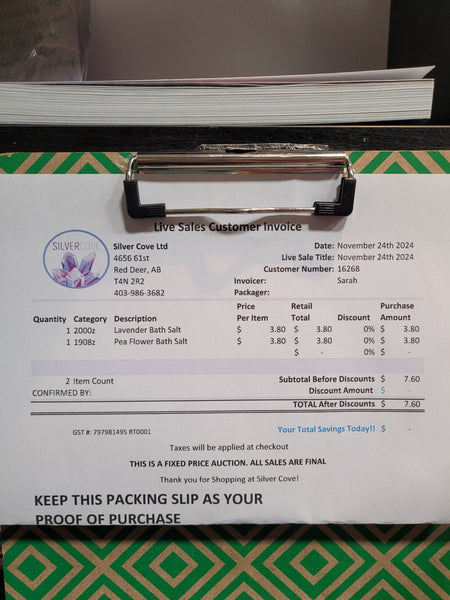 Live Sales Customer Invoice
SILVERCOVE
Silver Cove Ltd
4656 61st
Red Deer, AB
T4N 2R2
403-986-3682
Date: November 24th 2024
Live Sale Title: November 24th 2024
Customer Number: 16268
Invoicer: Sarah
Packager:
Quantity Category Description Price Per Item Retail Total Discount Purchase Amount
1 2000z Lavender Bath Salt $ 3.80 $ 3.80 0% $ 3.80
1 1908z Pea Flower Bath Salt $ 3.80 $ 3.80 0% $ 3.80
$ - 0% $ -
2 Item Count Subtotal Before Discounts $ 7.60
CONFIRMED BY: Discount Amount $ -
TOTAL After Discounts $ 7.60
GST #: 797981495 RT0001 Your Total Savings Today!! $ -
Taxes will be applied at checkout
THIS IS A FIXED PRICE AUCTION. ALL SALES ARE FINAL
Thank you for Shopping at Silver Cove!
KEEP THIS PACKING SLIP AS YOUR
PROOF OF PURCHASE